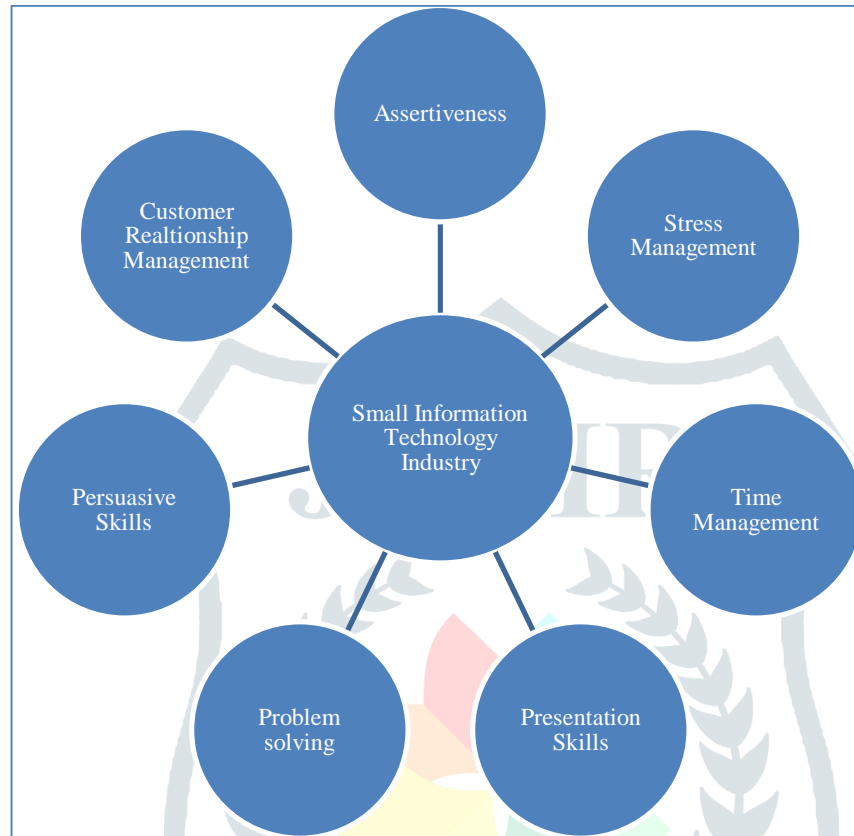 Assertiveness
Stress
Management
Time
Management
Presentation
Skills
Problem
solving
Persuasive
Skills
Customer
Realtionship
Management
Small Information
Technology
Industry